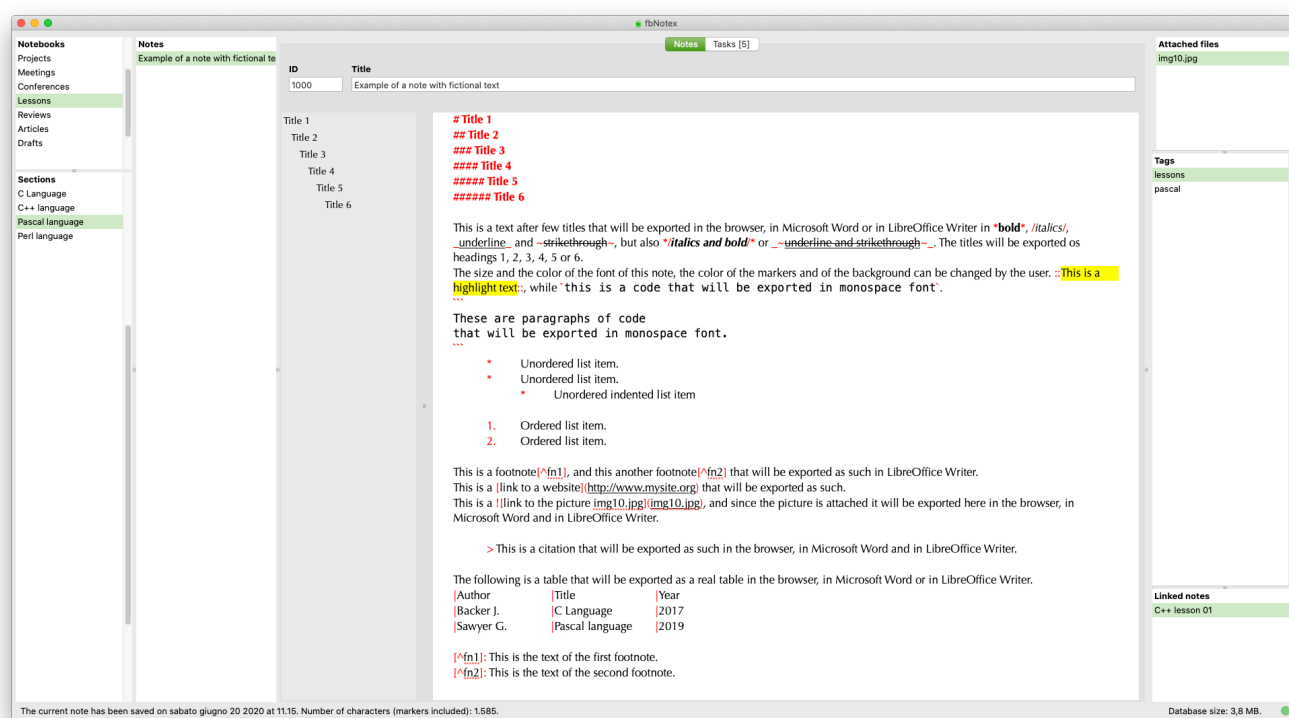 fbNotex
Notebooks
Projects
Meetings
Conferences
Lessons
Reviews
Articles
Drafts
Sections
C Language
C++ language
Pascal language
Perl language
Notes
Example of a note with fictional te
Notes Tasks [5]
ID Title
1000 Example of a note with fictional text
Title 1
Title 2
Title 3
Title 4
Title 5
Title 6
# Title 1
## Title 2
### Title 3
#### Title 4
##### Title 5
###### Title 6
This is a text after few titles that will be exported in the browser, in Microsoft Word or in LibreOffice Writer in *bold*, /italics/,
_underline_ and ~strikethrough~, but also */italics and bold/* or _~underline and strikethrough~_. The titles will be exported os
headings 1, 2, 3, 4, 5 or 6.
The size and the color of the font of this note, the color of the markers and of the background can be changed by the user. ::This is a
highlight text::, while `this is a code that will be exported in monospace font`.
```
These are paragraphs of code
that will be exported in monospace font.
```
* Unordered list item.
* Unordered list item.
* Unordered indented list item
1. Ordered list item.
2. Ordered list item.
This is a footnote[^fn1], and this another footnote[^fn2] that will be exported as such in LibreOffice Writer.
This is a [link to a website](http://www.mysite.org) that will be exported as such.
This is a ![link to the picture img10.jpg](img10.jpg), and since the picture is attached it will be exported here in the browser, in
Microsoft Word and in LibreOffice Writer.
> This is a citation that will be exported as such in the browser, in Microsoft Word and in LibreOffice Writer.
The following is a table that will be exported as a real table in the browser, in Microsoft Word or in LibreOffice Writer.
|Author |Title |Year
|Backer J. |C Language |2017
|Sawyer G. |Pascal language |2019
[^fn1]: This is the text of the first footnote.
[^fn2]: This is the text of the second footnote.
Attached files
img10.jpg
Tags
lessons
pascal
Linked notes
C++ lesson 01
The current note has been saved on sabato giugno 20 2020 at 11.15. Number of characters (markers included): 1.585.
Database size: 3,8 MB.